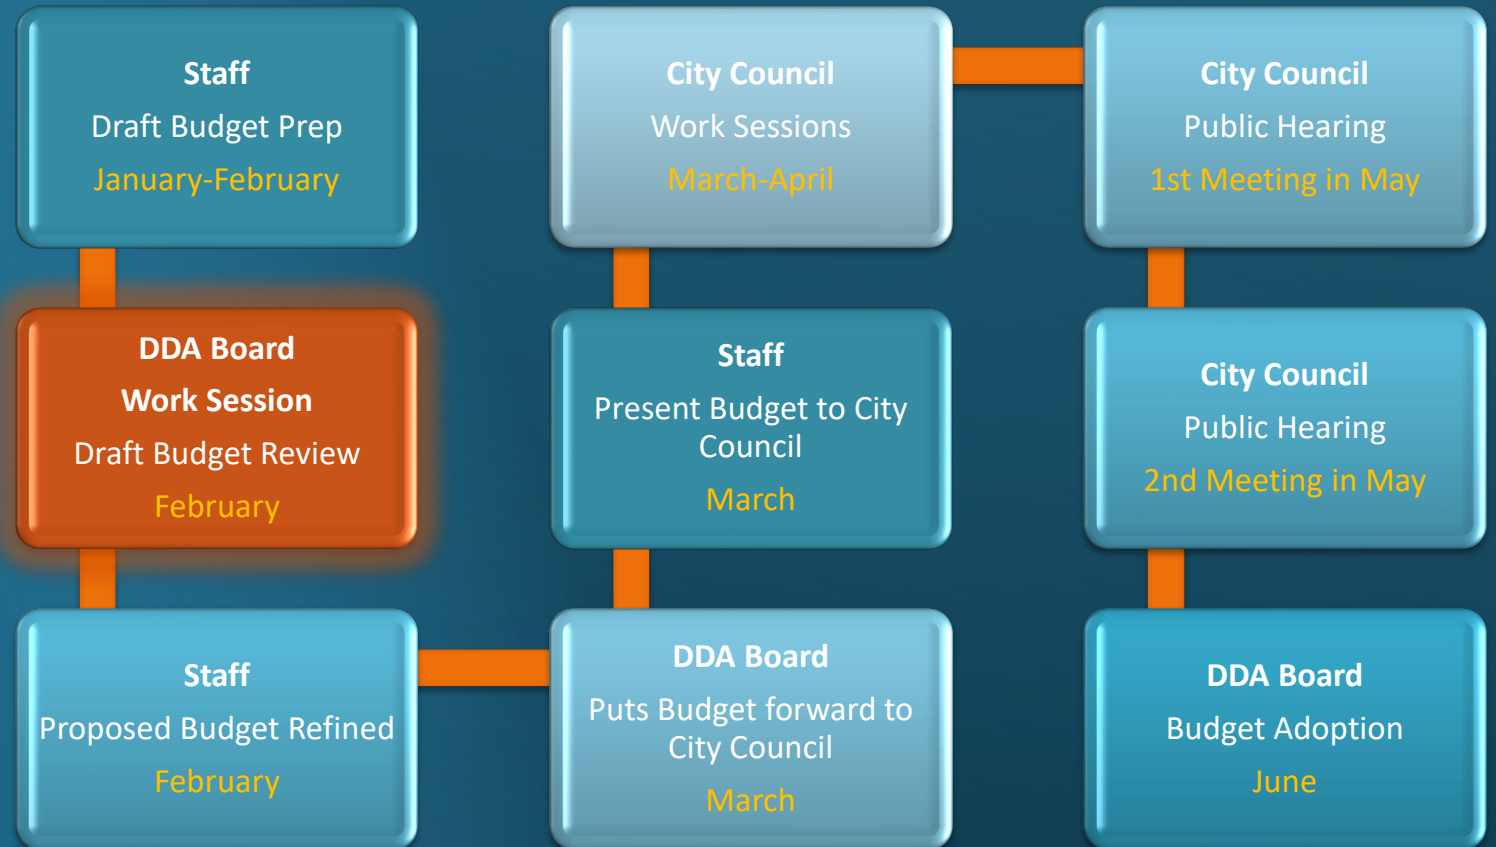 Staff
Draft Budget Prep
January-February
DDA Board
Work Session
Draft Budget Review
February
Staff
Proposed Budget Refined
February
DDA Board
Puts Budget forward to
City Council
March
Staff
Present Budget to City
Council
March
City Council
Work Sessions
March-April
City Council
Public Hearing
1st Meeting in May
City Council
Public Hearing
2nd Meeting in May
DDA Board
Budget Adoption
June